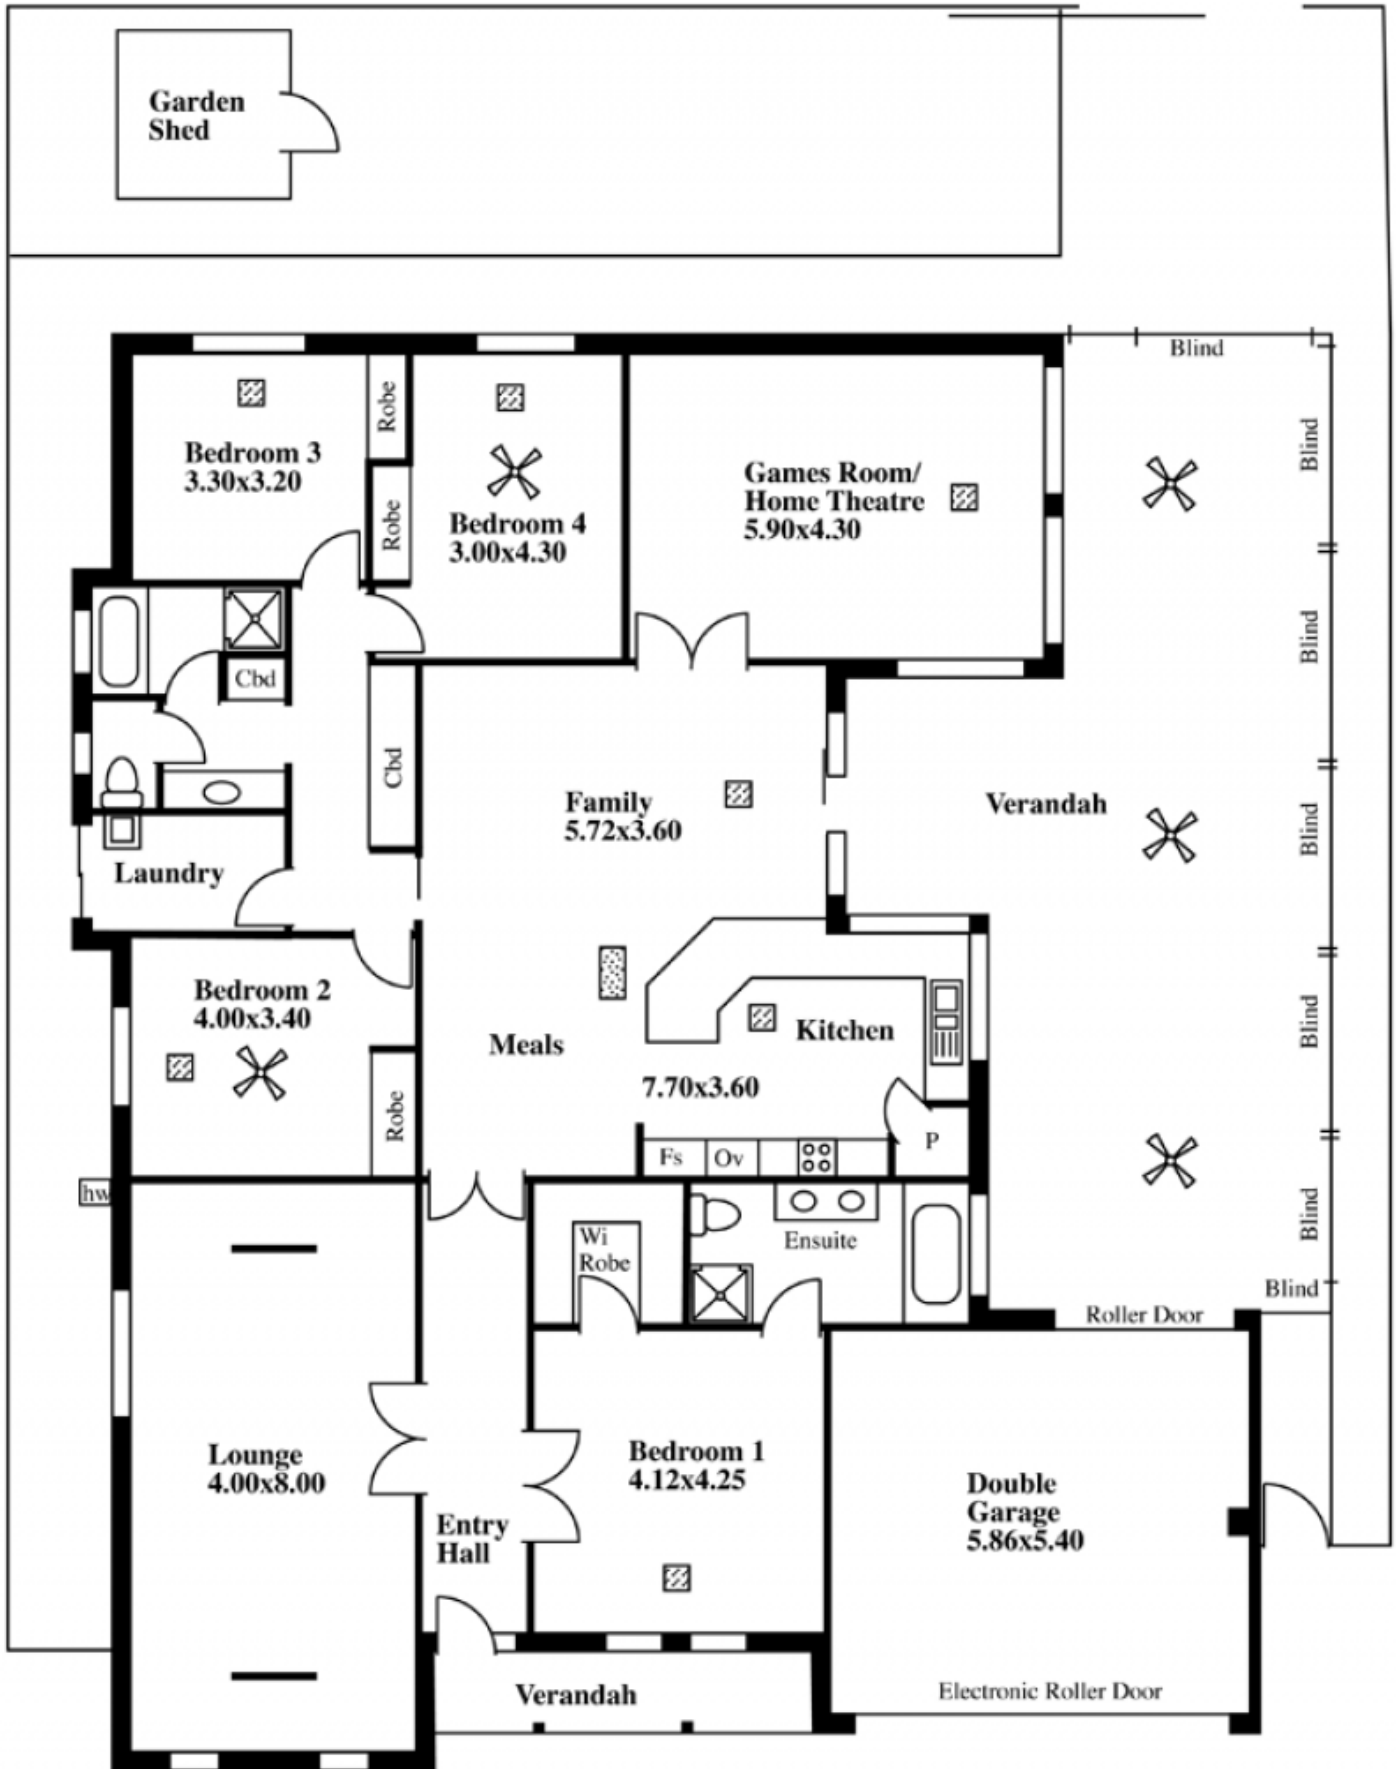 Garden
Shed
Blind
Robe
Bedroom 3
3.30x3.20
Blind
Games Room/
Home Theatre
5.90x4.30
Robe
Bedroom 4
3.00x4.30
Blind
Cbd
Cbd
Family
5.72x3.60
Verandah
Blind
Laundry
Bedroom 2
4.00x3.40
Meals
Kitchen
Blind
7.70x3.60
Robe
Fs
Ov
P
hw
Wi
Robe
Ensuite
Blind
Blind
Roller Door
Lounge
4.00x8.00
Bedroom 1
4.12x4.25
Entry
Hall
Double
Garage
5.86x5.40
Verandah
Electronic Roller Door